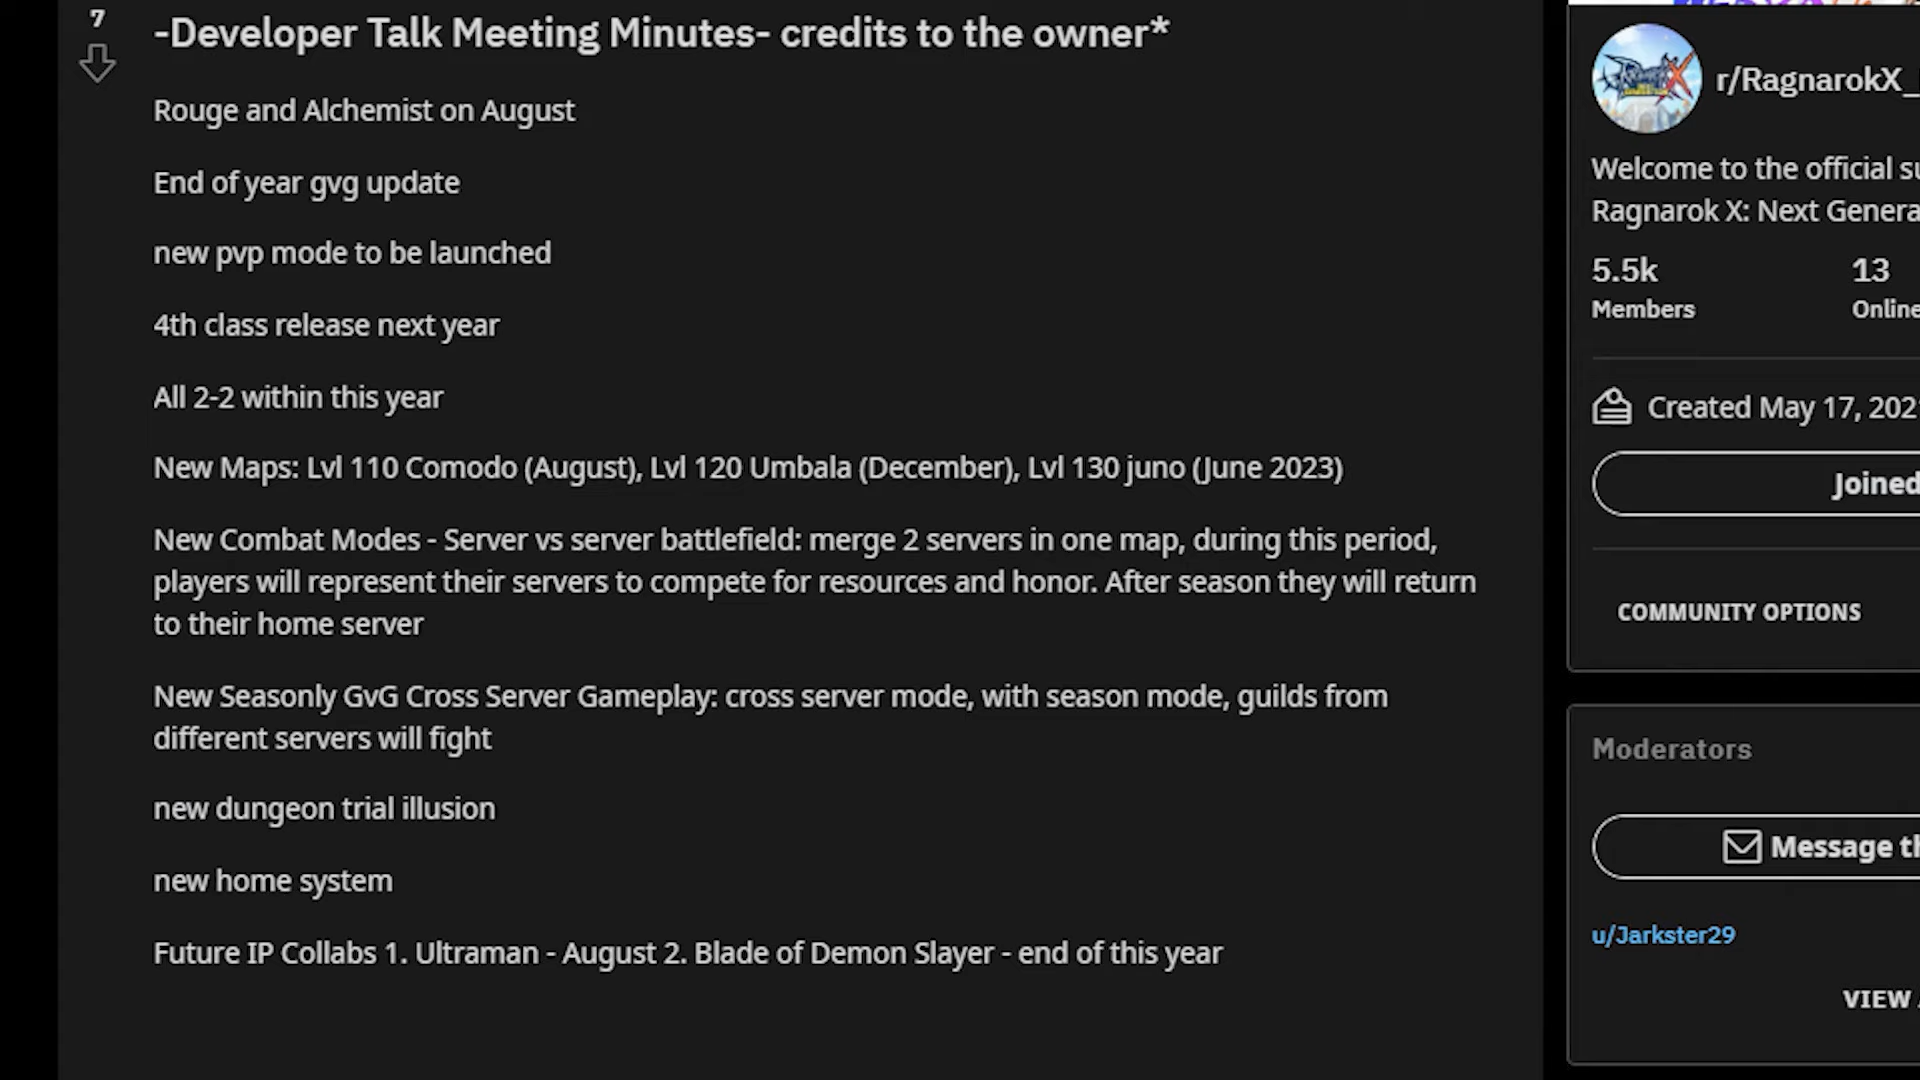 7
-Developer Talk Meeting Minutes- credits to the owner*
Rouge and Alchemist on August
End of year gvg update
new pvp mode to be launched
4th class release next year
All 2-2 within this year
New Maps: Lvl 110 Comodo (August), Lvl 120 Umbala (December), Lvl 130 juno (June 2023)
New Combat Modes - Server vs server battlefield: merge 2 servers in one map, during this period,
players will represent their servers to compete for resources and honor. After season they will return
to their home server
New Seasonly GvG Cross Server Gameplay: cross server mode, with season mode, guilds from
different servers will fight
new dungeon trial illusion
new home system
Future IP Collabs 1. Ultraman - August 2. Blade of Demon Slayer - end of this year
r/RagnarokX_
Welcome to the official
Ragnarok X: Next Genera
5.5k 13
Members Online
Created May 17, 202
Joined
COMMUNITY OPTIONS
Moderators
Message th
u/Jarkster29
VIEW